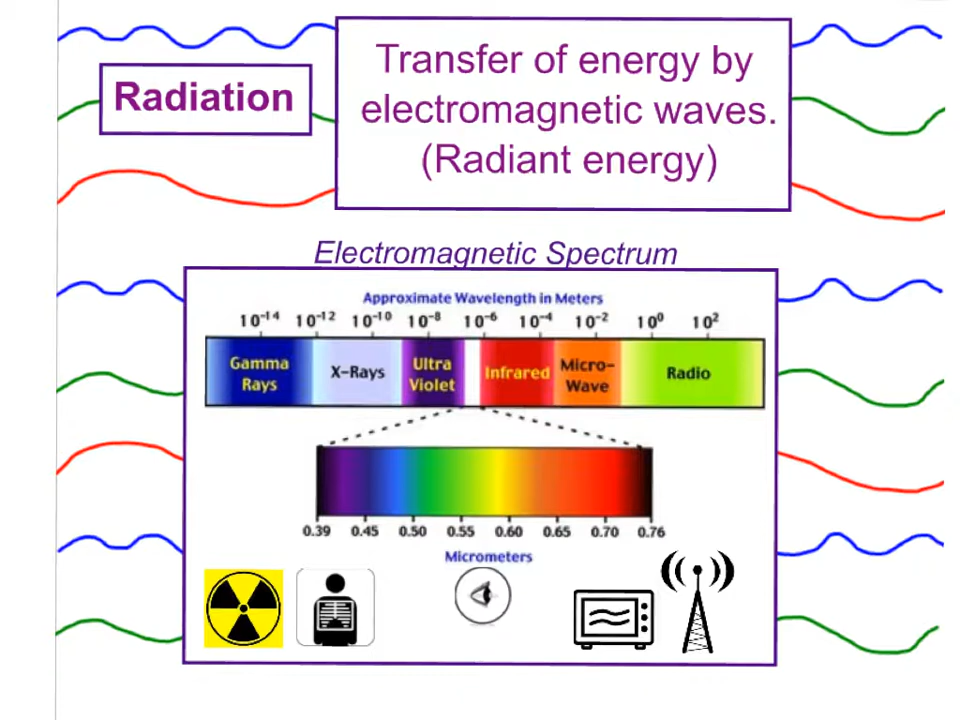 Radiation
Transfer of energy by
electromagnetic waves.
(Radiant energy)
Electromagnetic Spectrum
Approximate Wavelength in Meters
10⁻¹⁴ 10⁻¹² 10⁻¹⁰ 10⁻⁸ 10⁻⁶ 10⁻⁴ 10⁻² 10⁰ 10²
Gamma Rays X-Rays Ultra Violet Infrared Micro-Wave Radio
0.39 0.45 0.50 0.55 0.60 0.65 0.70 0.76
Micrometers